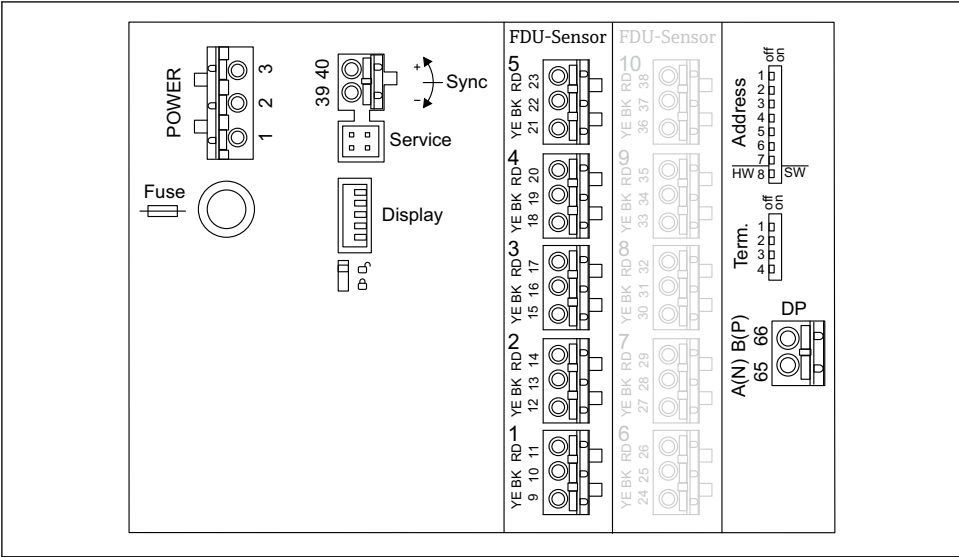 POWER
1 2 3
Fuse
39 40
+
−
Sync
Service
Display
FDU-Sensor
5
YE BK RD
21 22 23
4
YE BK RD
18 19 20
3
YE BK RD
15 16 17
2
YE BK RD
12 13 14
1
YE BK RD
9 10 11
FDU-Sensor
10
YE BK RD
36 37 38
9
YE BK RD
33 34 35
8
YE BK RD
30 31 32
7
YE BK RD
27 28 29
6
YE BK RD
24 25 26
Address
off
on
1
2
3
4
5
6
7
HW 8 SW
Term.
off
on
1
2
3
4
DP
A(N) B(P)
65 66